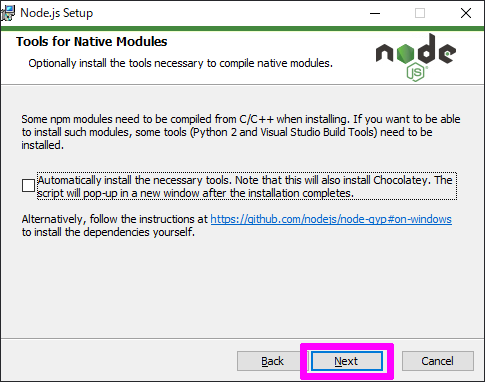 Node.js Setup
Tools for Native Modules
Optionally install the tools necessary to compile native modules.
node
JS
Some npm modules need to be compiled from C/C++ when installing. If you want to be able
to install such modules, some tools (Python 2 and Visual Studio Build Tools) need to be
installed.
Automatically install the necessary tools. Note that this will also install Chocolatey. The
script will pop-up in a new window after the installation completes.
Alternatively, follow the instructions at https://github.com/nodejs/node-gyp#on-windows
to install the dependencies yourself.
Back Next Cancel